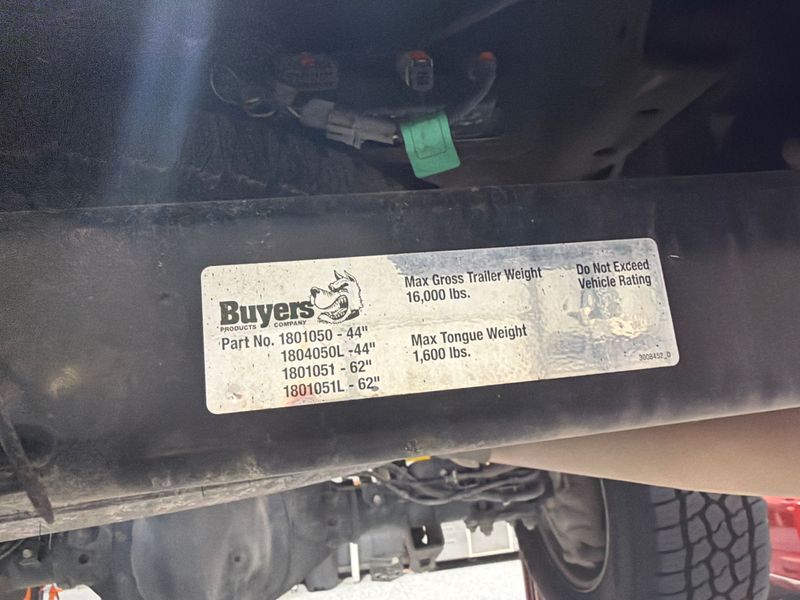 Buyers
PRODUCTS COMPANY
Part No. 1801050 - 44"
1804050L - 44"
1801051 - 62"
1801051L - 62"
Max Gross Trailer Weight
16,000 lbs.
Max Tongue Weight
1,600 lbs.
Do Not Exceed
Vehicle Rating
3008452_D